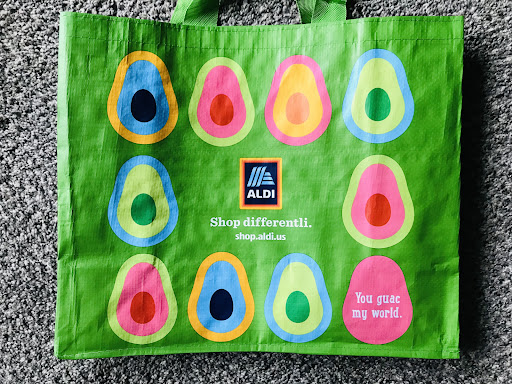 ALDI
Shop differentli.
shop.aldi.us
You guac
my world.